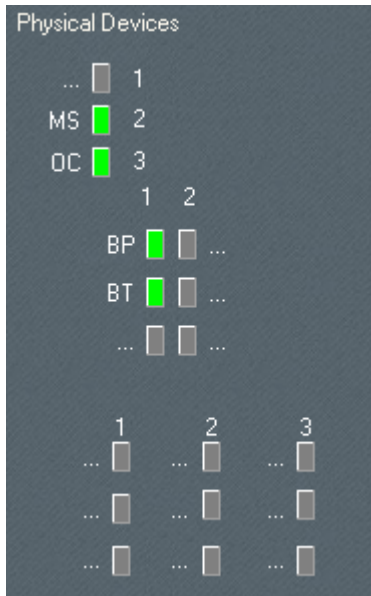 Physical Devices
... 1
MS 2
OC 3
1 2
BP ...
BT ...
... ...
1 2 3
... ... ...
... ... ...
... ... ...